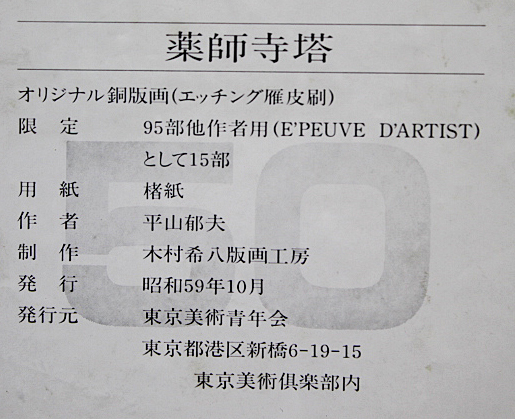 薬師寺塔
オリジナル銅版画(エッチング雁皮刷)
限定 95部他作者用(E'PEUVE D'ARTIST)
として15部
用紙 楮紙
作者 平山郁夫
制作 木村希八版画工房
発行 昭和59年10月
発行元 東京美術青年会
東京都港区新橋6-19-15
東京美術倶楽部内
50